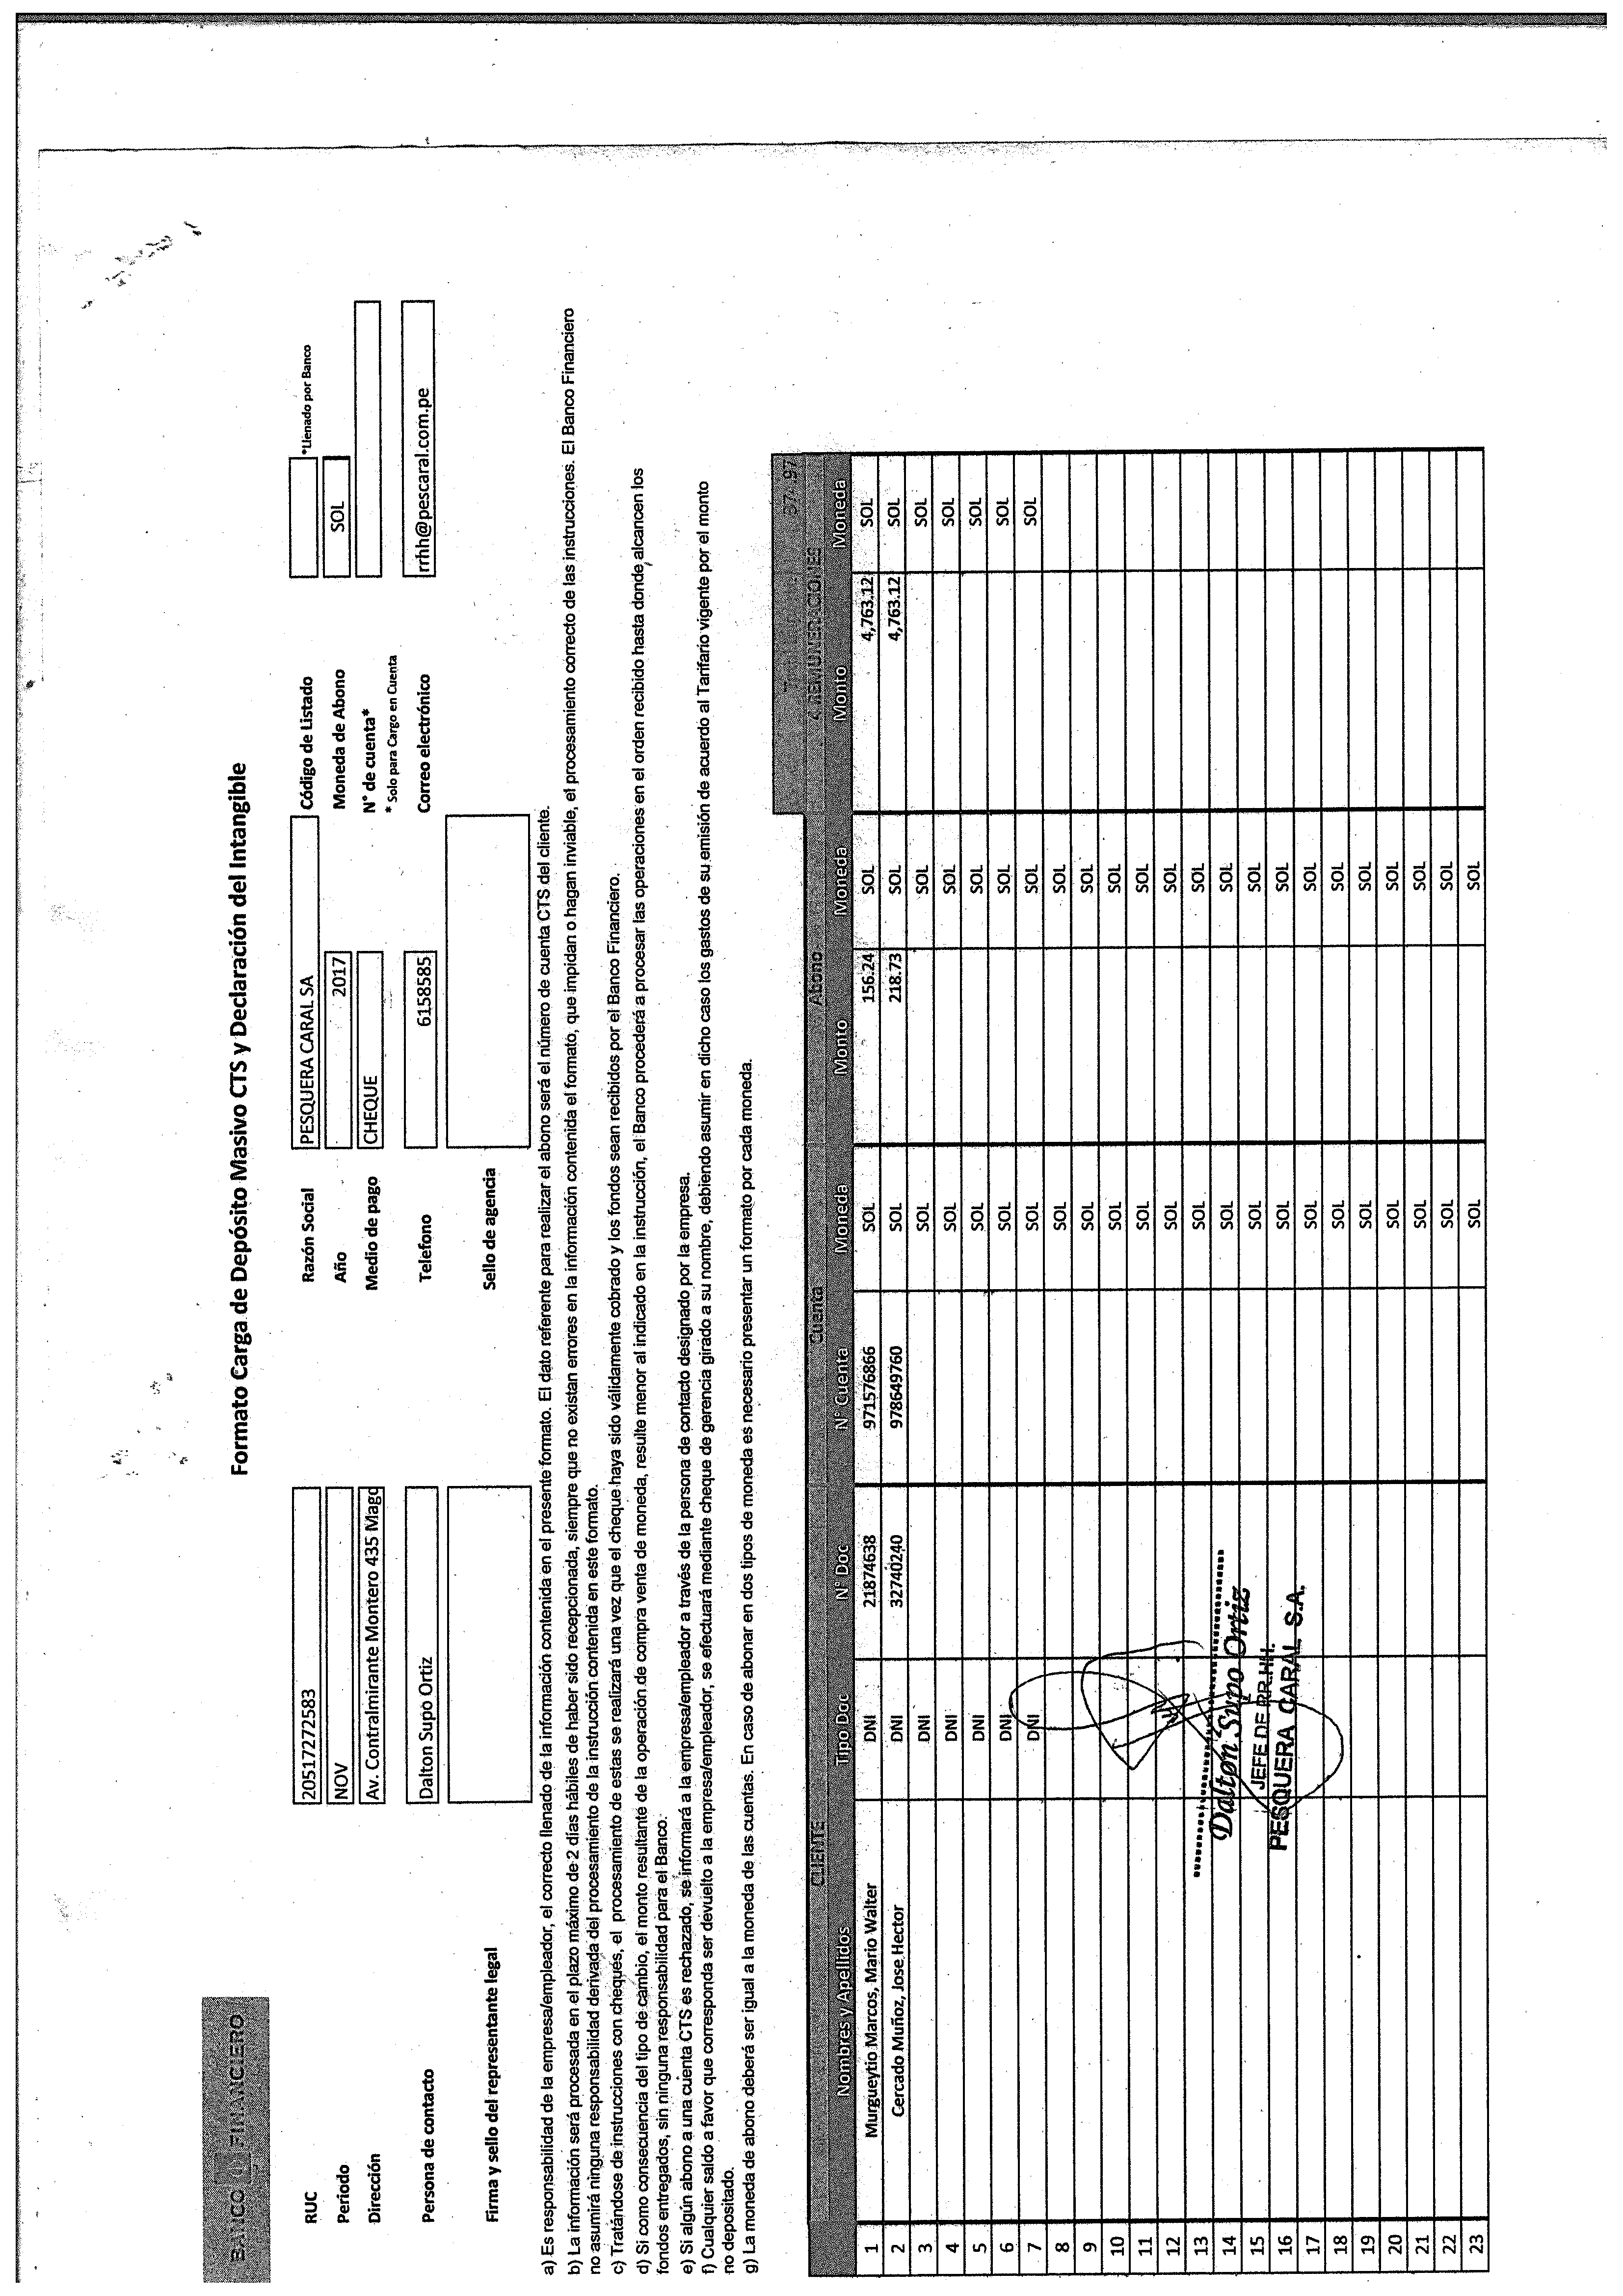 BANCO FINANCIERO
Formato Carga de Depósito Masivo CTS y Declaración del Intangible
RUC 20517272583 Razón Social PESQUERA CARAL SA Código de Listado *Llenado por Banco
Periodo NOV Año 2017 Moneda de Abono SOL
Dirección Av. Contralmirante Montero 435 Magd Medio de pago CHEQUE N° de cuenta*
* Solo para Cargo en Cuenta
Persona de contacto Dalton Supo Ortiz Telefono 6158585 Correo electrónico rrhh@pescaral.com.pe
Firma y sello del representante legal Sello de agencia
a) Es responsabilidad de la empresa/empleador, el correcto llenado de la información contenida en el presente formato. El dato referente para realizar el abono será el número de cuenta CTS del cliente.
b) La información será procesada en el plazo máximo de 2 días hábiles de haber sido recepcionada, siempre que no existan errores en la información contenida el formato, que impidan o hagan inviable, el procesamiento correcto de las instrucciones. El Banco Financiero
no asumirá ninguna responsabilidad derivada del procesamiento de la instrucción contenida en este formato.
c) Tratándose de instrucciones con cheques, el procesamiento de estas se realizará una vez que el cheque haya sido válidamente cobrado y los fondos sean recibidos por el Banco Financiero.
d) Si como consecuencia del tipo de cambio, el monto resultante de la operación de compra venta de moneda, resulte menor al indicado en la instrucción, el Banco procederá a procesar las operaciones en el orden recibido hasta donde alcancen los
fondos entregados, sin ninguna responsabilidad para el Banco.
e) Si algún abono a una cuenta CTS es rechazado, se informará a la empresa/empleador a través de la persona de contacto designado por la empresa.
f) Cualquier saldo a favor que corresponda ser devuelto a la empresa/empleador, se efectuará mediante cheque de gerencia girado a su nombre, debiendo asumir en dicho caso los gastos de su emisión de acuerdo al Tarifario vigente por el monto
no depositado.
g) La moneda de abono deberá ser igual a la moneda de las cuentas. En caso de abonar en dos tipos de moneda es necesario presentar un formato por cada moneda.
CLIENTE Cuenta Abono 4 REMUNERACIONES
Nombres y Apellidos Tipo Doc N° Doc N° Cuenta Moneda Monto Moneda Monto Moneda
1 Murgueytio Marcos, Mario Walter DNI 21874638 971576866 SOL 156.24 SOL 4,763.12 SOL
2 Cercado Muñoz, Jose Hector DNI 32740240 978649760 SOL 218.73 SOL 4,763.12 SOL
3 DNI SOL SOL SOL
4 DNI SOL SOL SOL
5 DNI SOL SOL SOL
6 DNI SOL SOL SOL
7 DNI SOL SOL SOL
8 SOL SOL
9 SOL SOL
10 SOL SOL
11 SOL SOL
12 SOL SOL
13 SOL SOL
14 SOL SOL
15 SOL SOL
16 SOL SOL
17 SOL SOL
18 SOL SOL
19 SOL SOL
20 SOL SOL
21 SOL SOL
22 SOL SOL
23 SOL SOL
Dalton Supo Ortiz
JEFE DE RR.HH.
PESQUERA CARAL S.A.